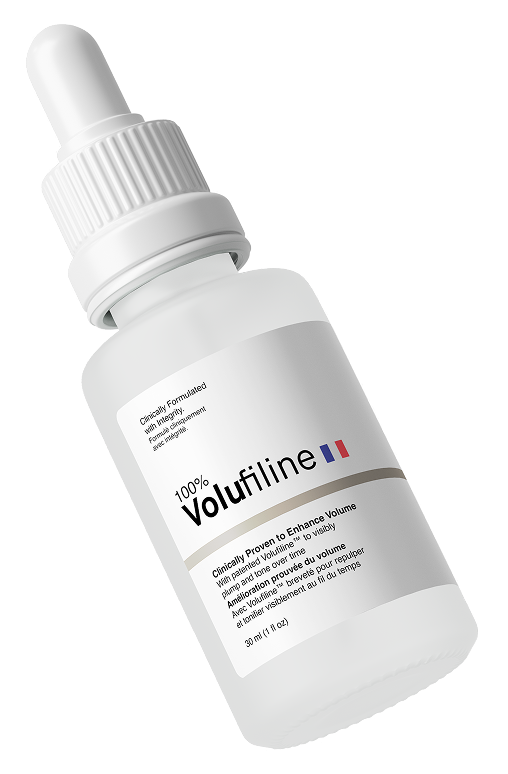 Clinically Formulated
with Integrity.
Formulé cliniquement
avec intégrité.
100%
Volufiline
Clinically Proven to Enhance Volume
With patented Volufiline™ to visibly
plump and tone over time
Amélioration prouvée du volume
Avec Volufiline™ breveté pour repulper
et tonifier visiblement au fil du temps
30 ml (1 fl oz)